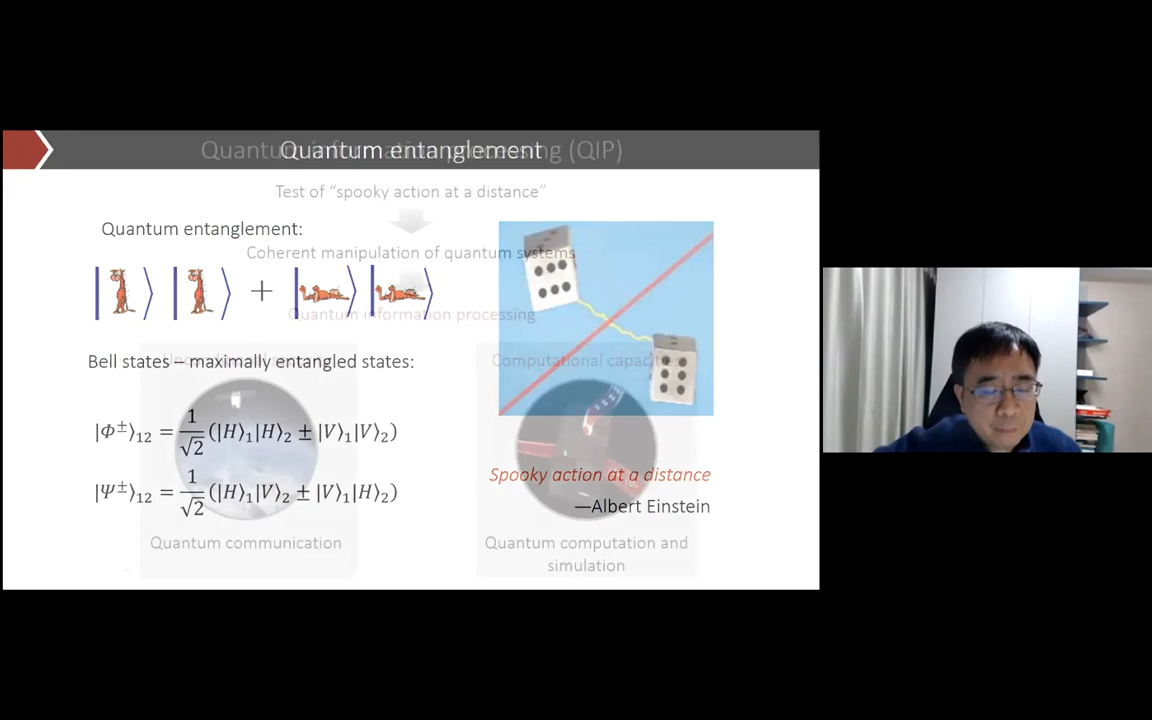 Quantum information processing (QIP)
Quantum entanglement
Test of “spooky action at a distance”
Quantum entanglement:
Coherent manipulation of quantum systems
+
Quantum information processing
Computational capacities
Bell states – maximally entangled states:
|Φ±⟩12 = 1/√2 (|H⟩1|H⟩2 ± |V⟩1|V⟩2)
Spooky action at a distance
|Ψ±⟩12 = 1/√2 (|H⟩1|V⟩2 ± |V⟩1|H⟩2)
—Albert Einstein
Quantum communication
Quantum computation and
simulation